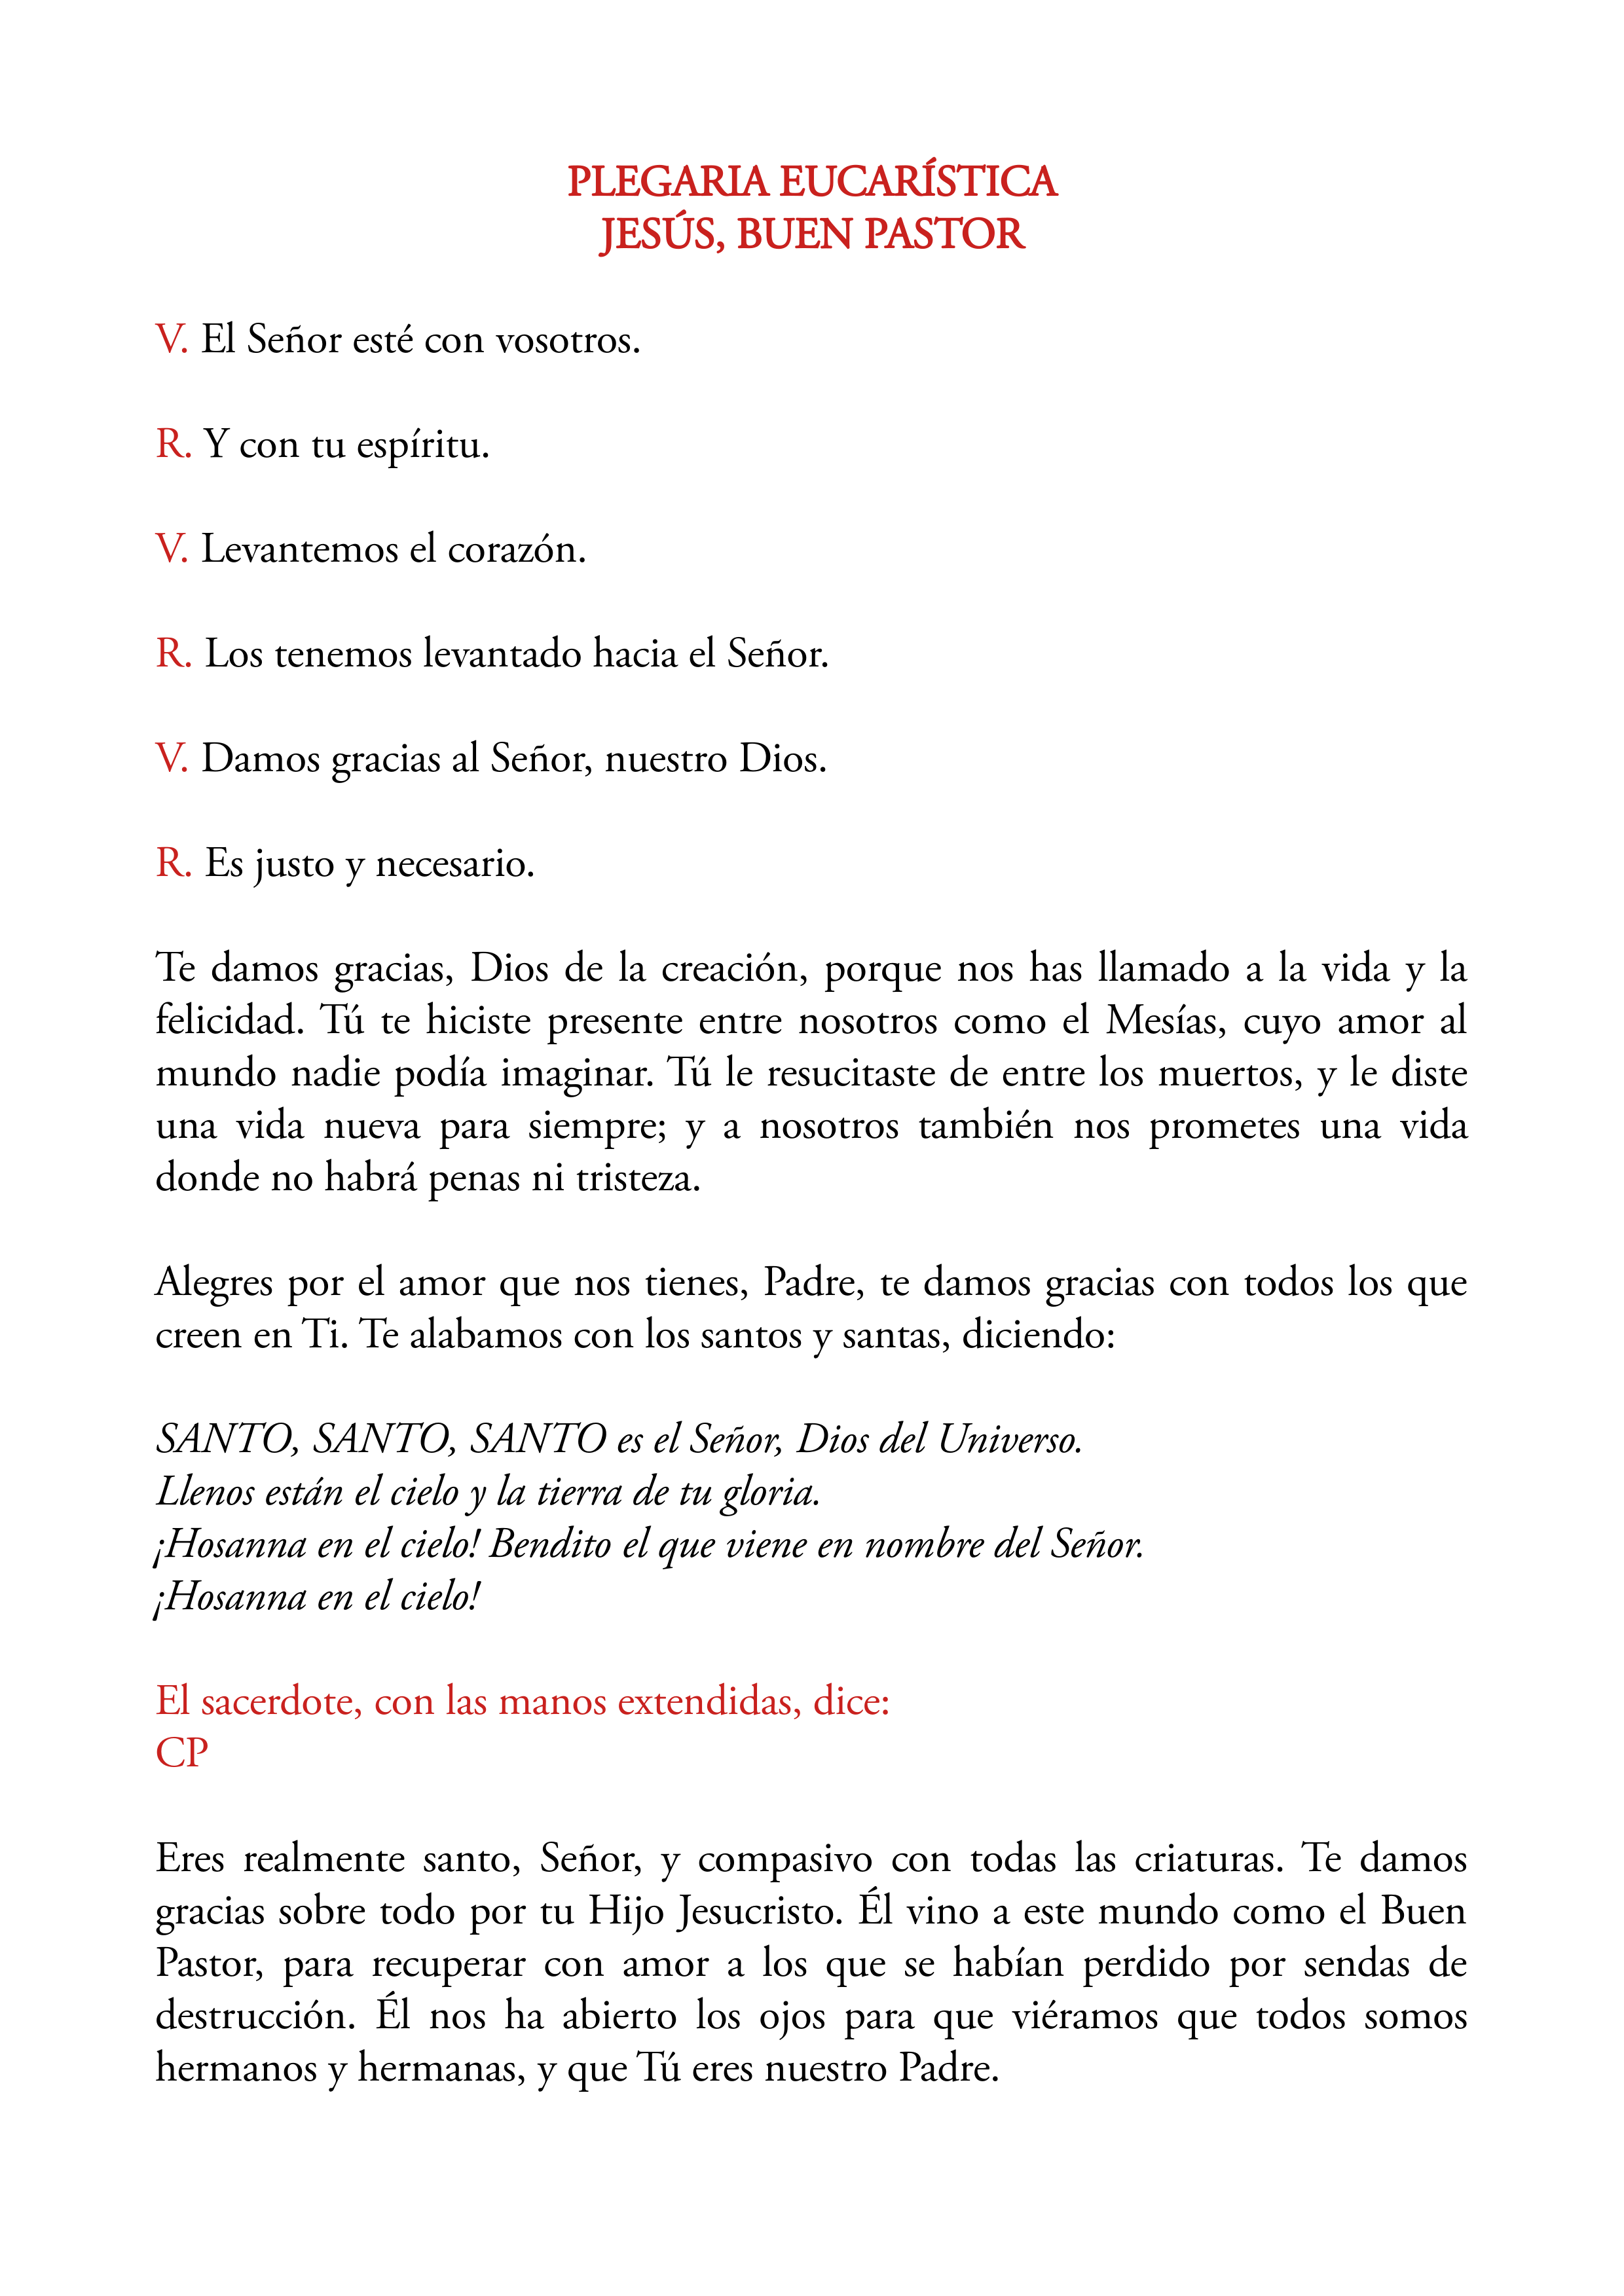 PLEGARIA EUCARÍSTICA
JESÚS, BUEN PASTOR
V. El Señor esté con vosotros.
R. Y con tu espíritu.
V. Levantemos el corazón.
R. Los tenemos levantado hacia el Señor.
V. Damos gracias al Señor, nuestro Dios.
R. Es justo y necesario.
Te damos gracias, Dios de la creación, porque nos has llamado a la vida y la
felicidad. Tú te hiciste presente entre nosotros como el Mesías, cuyo amor al
mundo nadie podía imaginar. Tú le resucitaste de entre los muertos, y le diste
una vida nueva para siempre; y a nosotros también nos prometes una vida
donde no habrá penas ni tristeza.
Alegres por el amor que nos tienes, Padre, te damos gracias con todos los que
creen en Ti. Te alabamos con los santos y santas, diciendo:
SANTO, SANTO, SANTO es el Señor, Dios del Universo.
Llenos están el cielo y la tierra de tu gloria.
¡Hosanna en el cielo! Bendito el que viene en nombre del Señor.
¡Hosanna en el cielo!
El sacerdote, con las manos extendidas, dice:
CP
Eres realmente santo, Señor, y compasivo con todas las criaturas. Te damos
gracias sobre todo por tu Hijo Jesucristo. Él vino a este mundo como el Buen
Pastor, para recuperar con amor a los que se habían perdido por sendas de
destrucción. Él nos ha abierto los ojos para que viéramos que todos somos
hermanos y hermanas, y que Tú eres nuestro Padre.